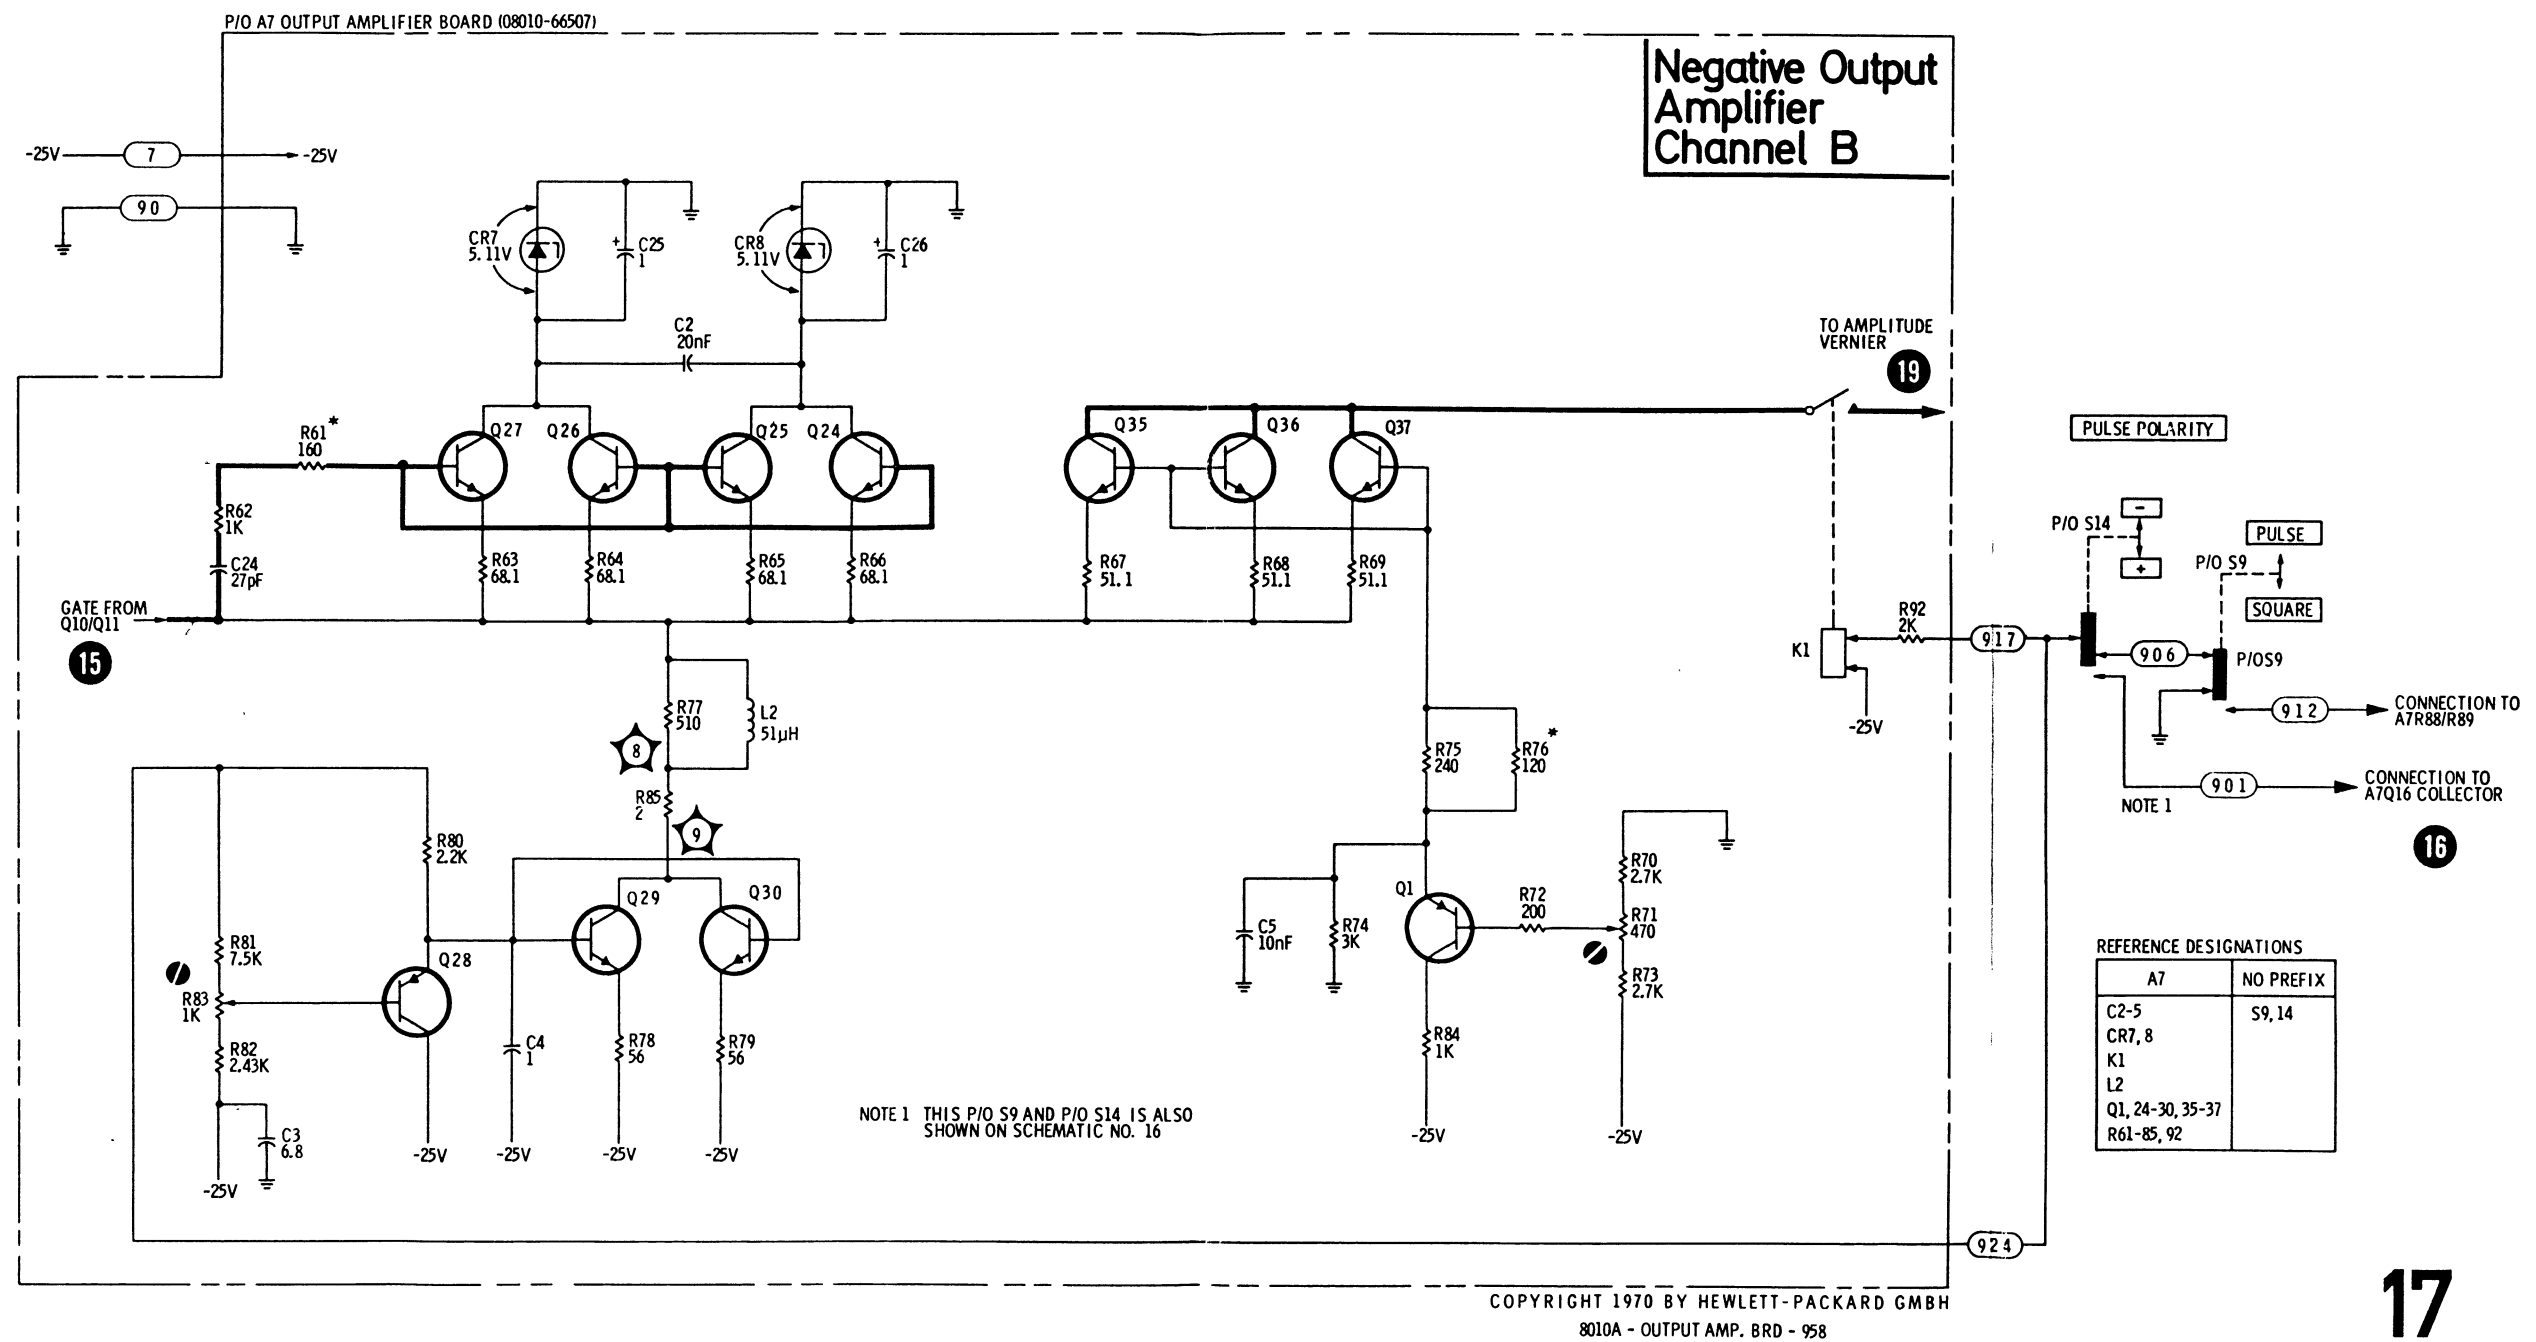 P/O A7 OUTPUT AMPLIFIER BOARD (08010-66507)
Negative Output
Amplifier
Channel B
-25V
7
-25V
90
CR7
5.11V
+
C25
1
CR8
5.11V
+
C26
1
C2
20nF
TO AMPLITUDE
VERNIER
19
R61*
160
Q27
Q26
Q25
Q24
Q35
Q36
Q37
PULSE POLARITY
R62
1K
C24
27pF
R63
68.1
R64
68.1
R65
68.1
R66
68.1
R67
51.1
R68
51.1
R69
51.1
P/O S14
-
+
PULSE
P/O S9
SQUARE
GATE FROM
Q10/Q11
15
K1
R92
2K
917
906
P/OS9
-25V
912
CONNECTION TO
A7R88/R89
R77
510
L2
51µH
8
R85
2
9
R75
240
R76*
120
901
NOTE 1
CONNECTION TO
A7Q16 COLLECTOR
16
R80
2.2K
Q29
Q30
Q1
R72
200
R70
2.7K
R71
470
R73
2.7K
C5
10nF
R74
3K
R81
7.5K
R83
1K
R82
2.43K
Q28
C4
1
R78
56
R79
56
R84
1K
C3
6.8
-25V
-25V
-25V
-25V
-25V
-25V
-25V
NOTE 1 THIS P/O S9 AND P/O S14 IS ALSO
SHOWN ON SCHEMATIC NO. 16
REFERENCE DESIGNATIONS
A7
NO PREFIX
C2-5
S9, 14
CR7, 8
K1
L2
Q1, 24-30, 35-37
R61-85, 92
924
COPYRIGHT 1970 BY HEWLETT-PACKARD GMBH
8010A - OUTPUT AMP. BRD - 958
17